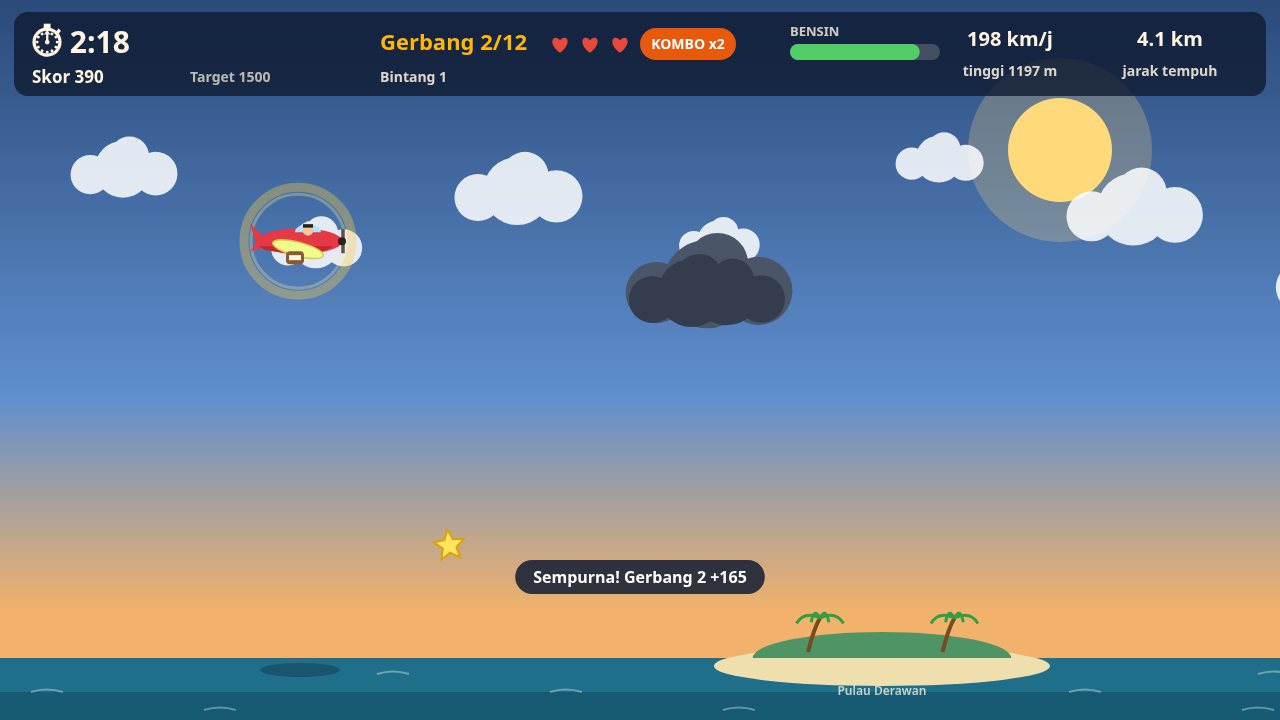 2:18
Skor 390
Target 1500
Gerbang 2/12
KOMBO x2
Bintang 1
BENSIN
198 km/j
tinggi 1197 m
4.1 km
jarak tempuh
Sempurna! Gerbang 2 +165
Pulau Derawan